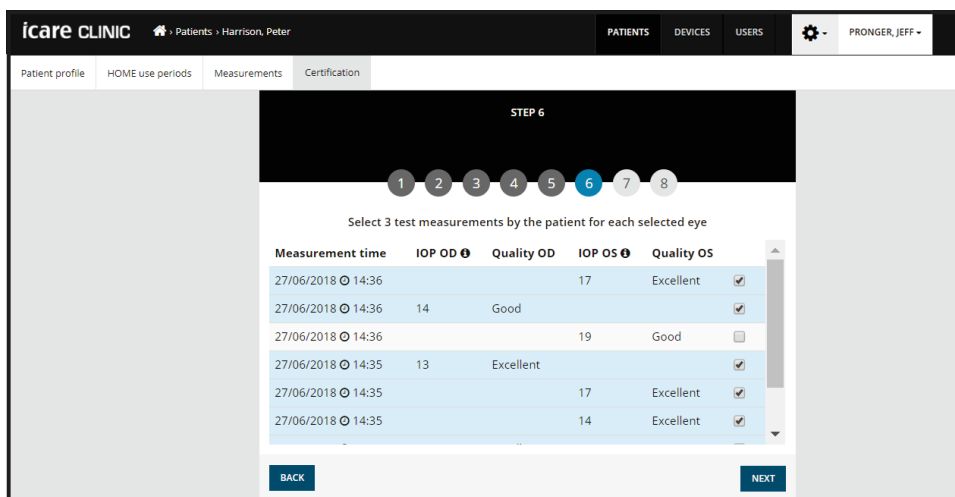 icare CLINIC › Patients › Harrison, Peter PATIENTS DEVICES USERS PRONGER, JEFF
Patient profile HOME use periods Measurements Certification
STEP 6
1 2 3 4 5 6 7 8
Select 3 test measurements by the patient for each selected eye
Measurement time IOP OD Quality OD IOP OS Quality OS
27/06/2018 14:36 17 Excellent
27/06/2018 14:36 14 Good
27/06/2018 14:36 19 Good
27/06/2018 14:35 13 Excellent
27/06/2018 14:35 17 Excellent
27/06/2018 14:35 14 Excellent
BACK NEXT